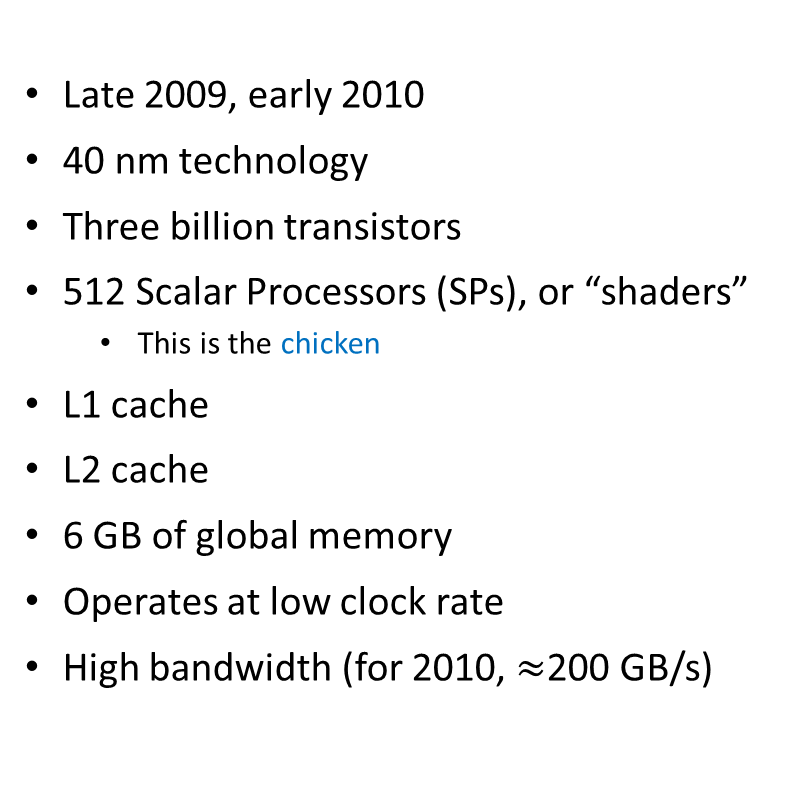 • Late 2009, early 2010
• 40 nm technology
• Three billion transistors
• 512 Scalar Processors (SPs), or “shaders”
• This is the chicken
• L1 cache
• L2 cache
• 6 GB of global memory
• Operates at low clock rate
• High bandwidth (for 2010, ≈200 GB/s)